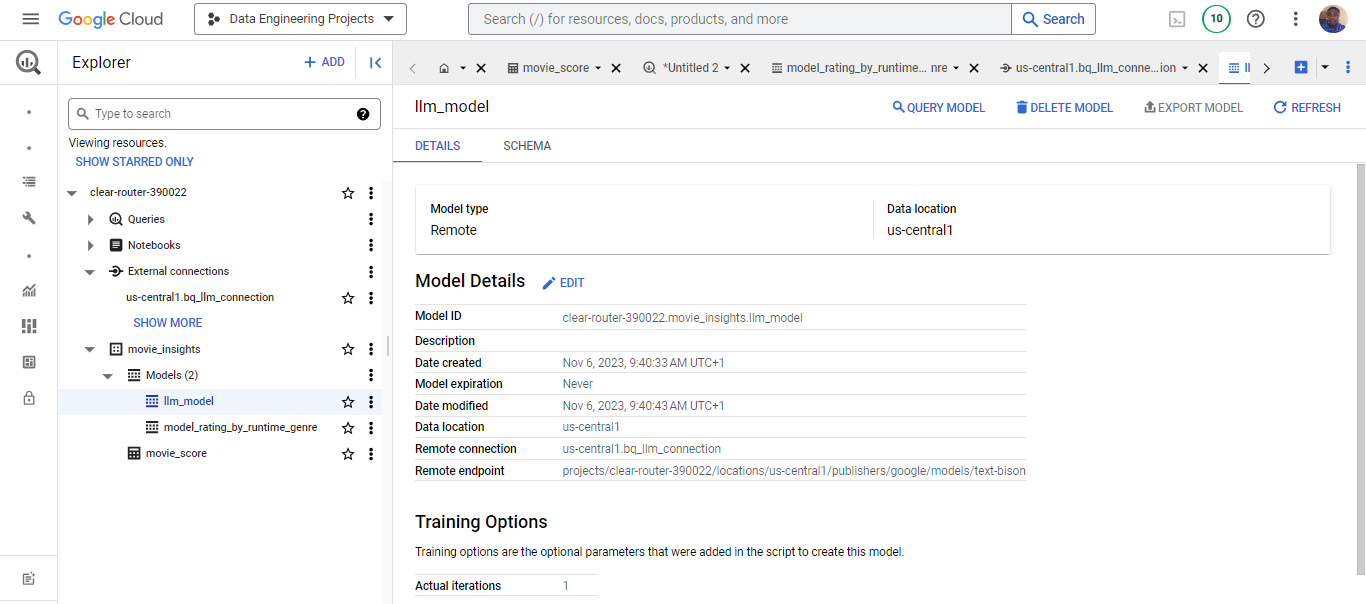 Google Cloud
Data Engineering Projects
Search (/) for resources, docs, products, and more
Search
10
Explorer
+ ADD
movie_score
*Untitled 2
model_rating_by_runtime... nre
us-central1.bq_llm_conne...ion
Type to search
Viewing resources.
SHOW STARRED ONLY
clear-router-390022
Queries
Notebooks
External connections
us-central1.bq_llm_connection
SHOW MORE
movie_insights
Models (2)
llm_model
model_rating_by_runtime_genre
movie_score
llm_model
QUERY MODEL
DELETE MODEL
EXPORT MODEL
REFRESH
DETAILS
SCHEMA
Model type
Remote
Data location
us-central1
Model Details
EDIT
Model ID clear-router-390022.movie_insights.llm_model
Description
Date created Nov 6, 2023, 9:40:33 AM UTC+1
Model expiration Never
Date modified Nov 6, 2023, 9:40:43 AM UTC+1
Data location us-central1
Remote connection us-central1.bq_llm_connection
Remote endpoint projects/clear-router-390022/locations/us-central1/publishers/google/models/text-bison
Training Options
Training options are the optional parameters that were added in the script to create this model.
Actual iterations 1